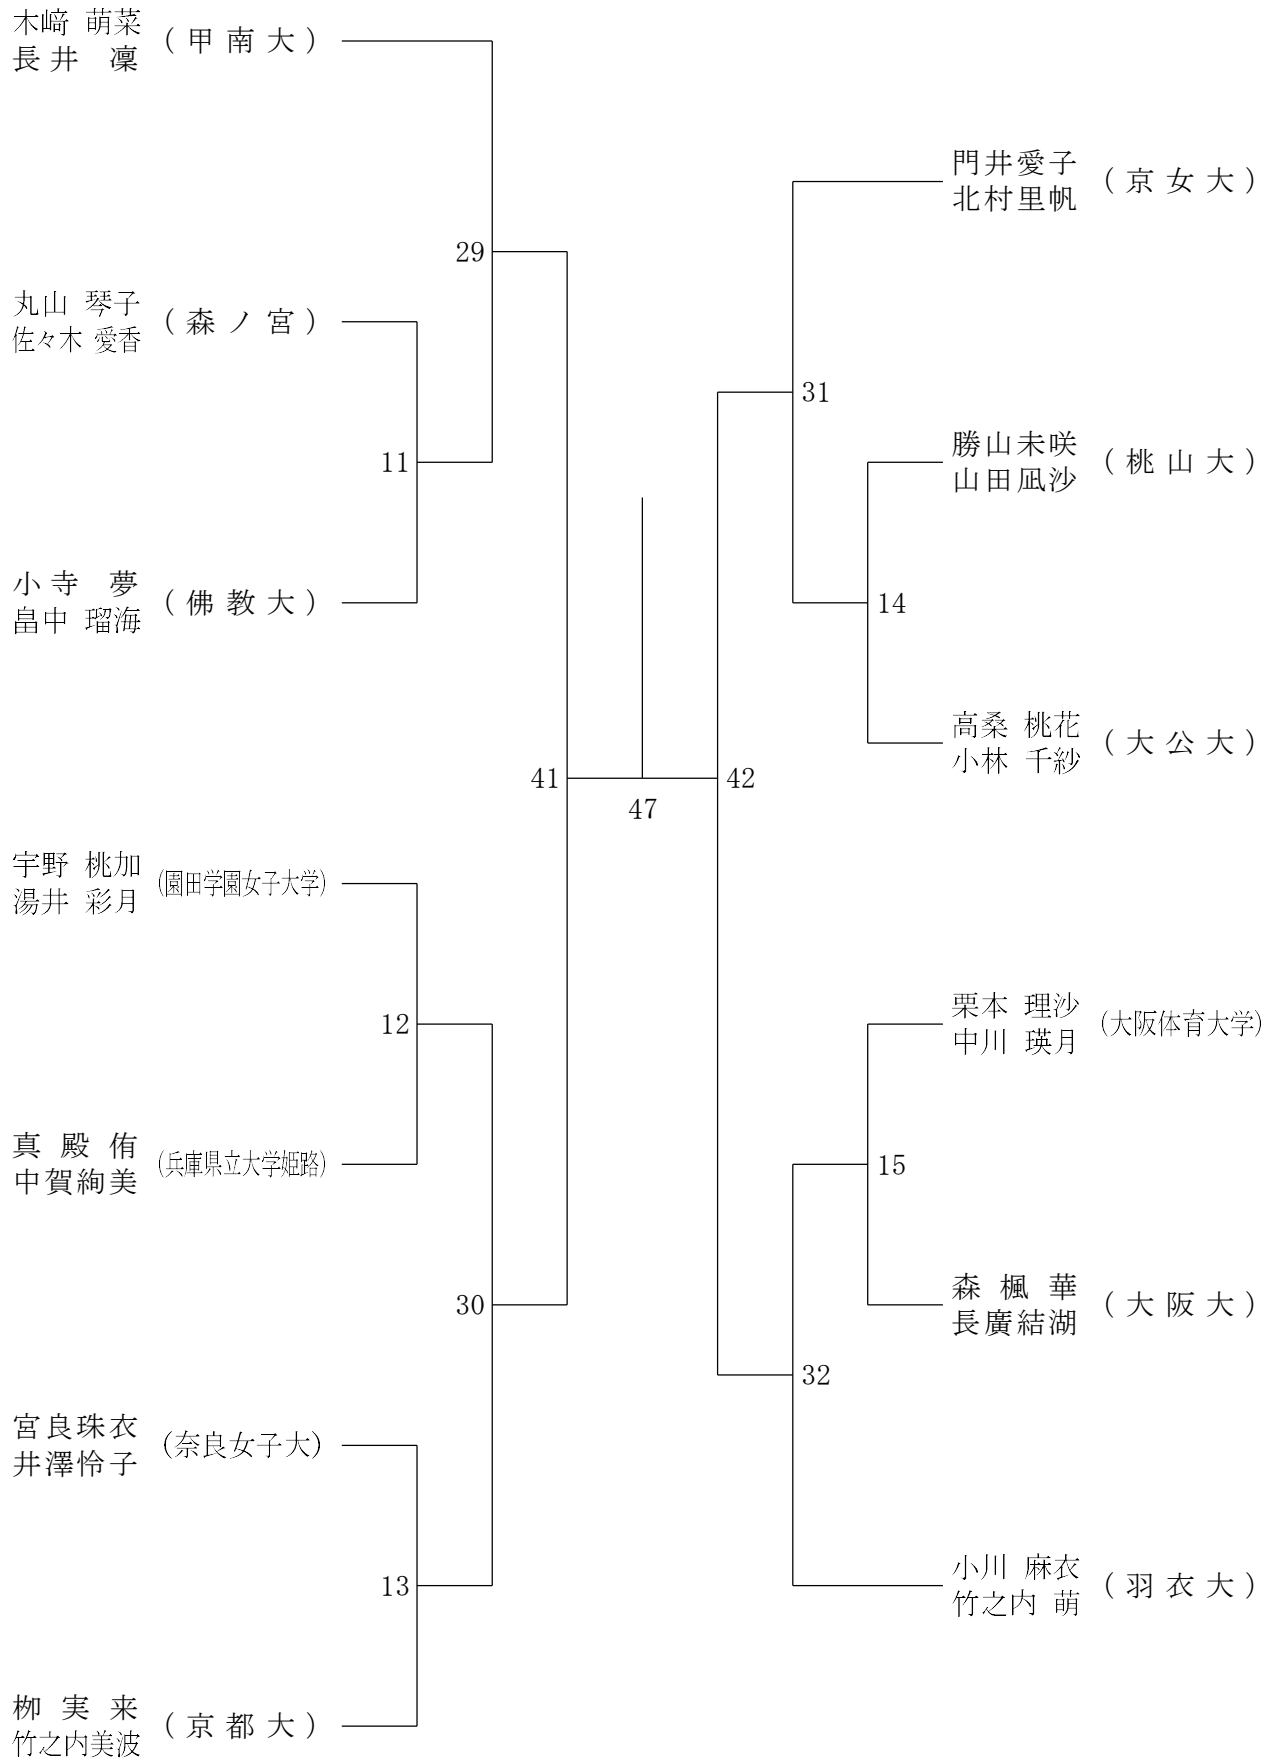 木﨑 萌菜
長井 凜
(甲南大)
29
丸山 琴子
佐々木 愛香
(森ノ宮)
11
小寺 夢
畠中 瑠海
(佛教大)
41
宇野 桃加
湯井 彩月
(園田学園女子大学)
12
真殿侑
中賀絢美
(兵庫県立大学姫路)
30
宮良珠衣
井澤怜子
(奈良女子大)
13
栁実来
竹之内美波
(京都大)
47
門井愛子
北村里帆
(京女大)
31
勝山未咲
山田凪沙
(桃山大)
14
高桑 桃花
小林 千紗
(大公大)
42
栗本 理沙
中川 瑛月
(大阪体育大学)
15
森楓華
長廣結湖
(大阪大)
32
小川 麻衣
竹之内 萌
(羽衣大)